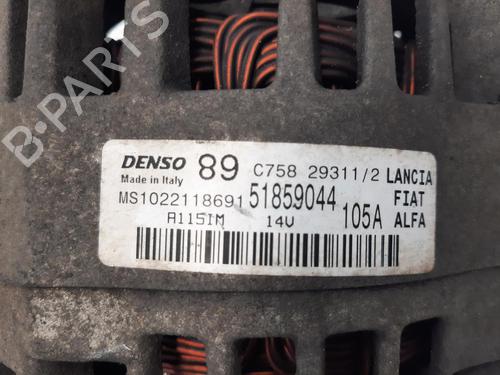 B-PARTS
DENSO 89 C758 29311/2 LANCIA
Made in Italy
MS1022118691 51859044 FIAT
A115IM 14V 105A ALFA